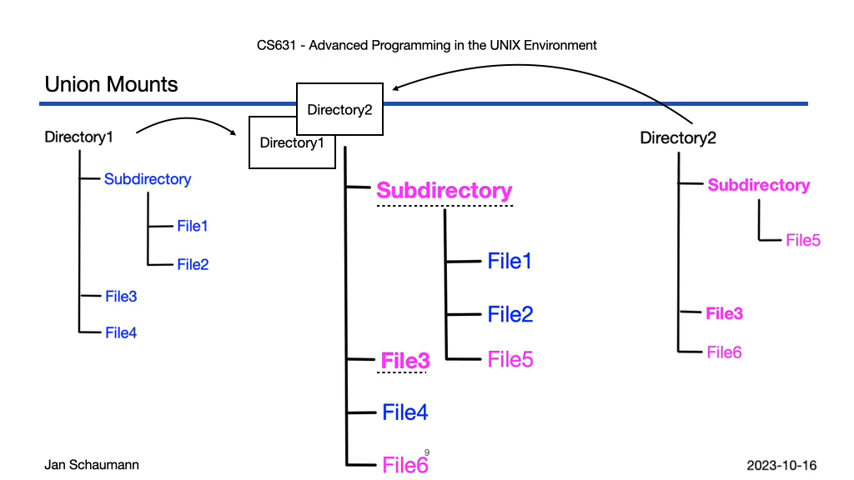 CS631 - Advanced Programming in the UNIX Environment
Union Mounts
Directory1
Subdirectory
File1
File2
File3
File4
Directory2
Directory1
Subdirectory
File1
File2
File5
File3
File4
File6
Directory2
Subdirectory
File5
File3
File6
Jan Schaumann
9
2023-10-16